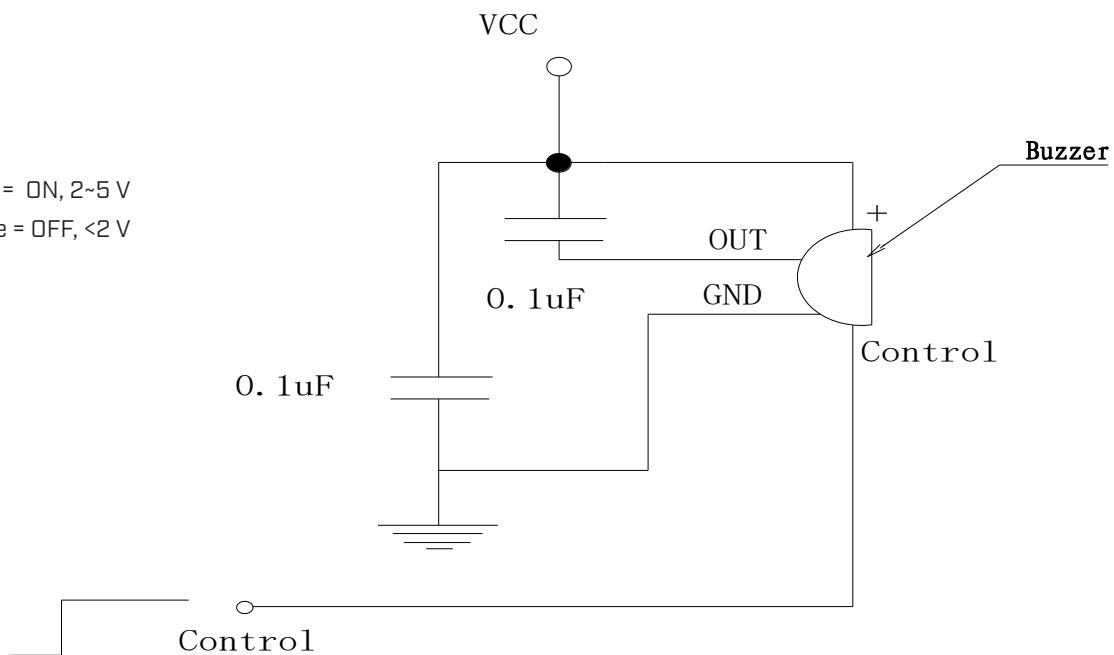 VCC
Buzzer
= ON, 2~5 V
= OFF, <2 V
+
OUT
0.1uF
GND
Control
0.1uF
Control